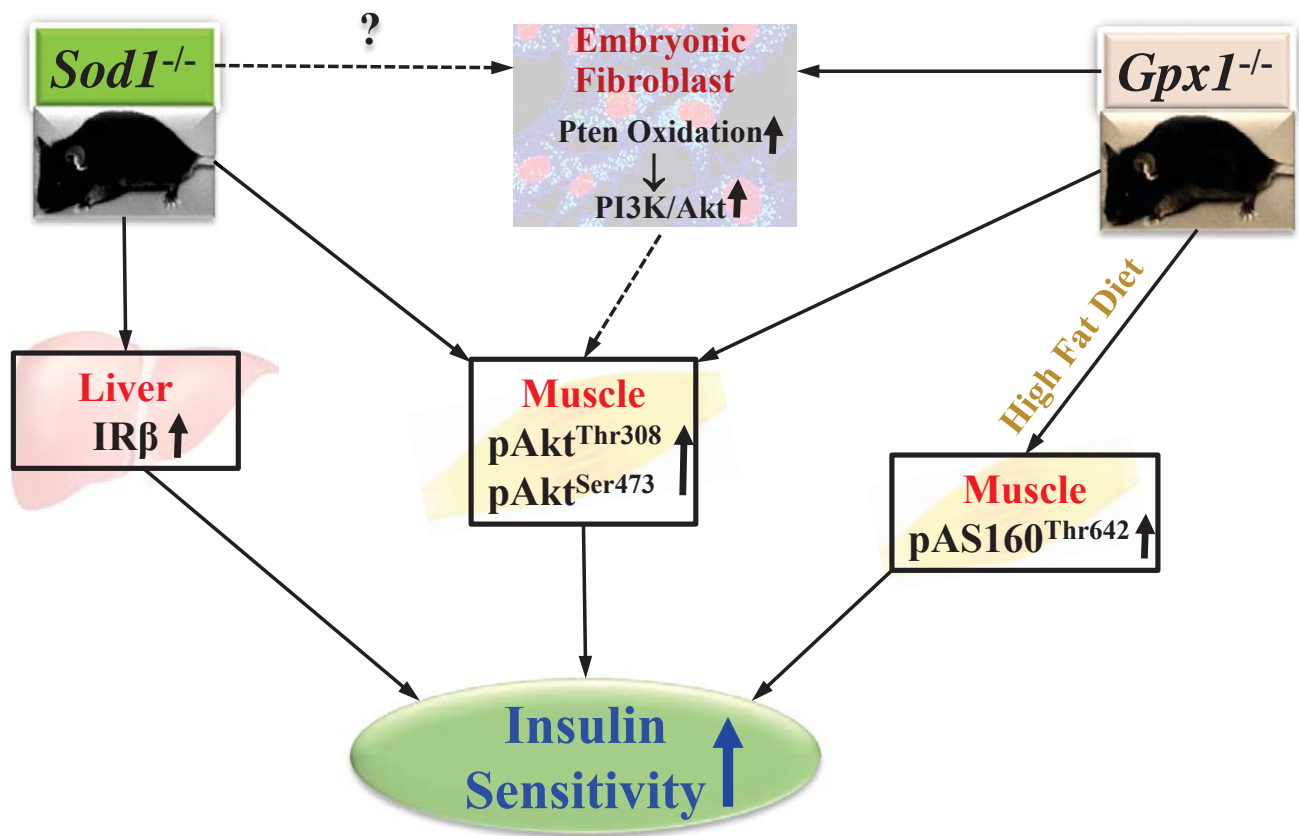 ?
Sod1-/-
Embryonic
Fibroblast
Pten Oxidation
PI3K/Akt
Gpx1-/-
High Fat Diet
Liver
IRβ
Muscle
pAktThr308
pAktSer473
Muscle
pAS160Thr642
Insulin
Sensitivity